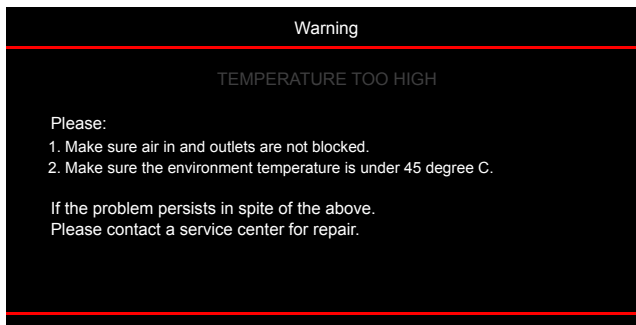 Warning
TEMPERATURE TOO HIGH
Please:
1. Make sure air in and outlets are not blocked.
2. Make sure the environment temperature is under 45 degree C.
If the problem persists in spite of the above.
Please contact a service center for repair.